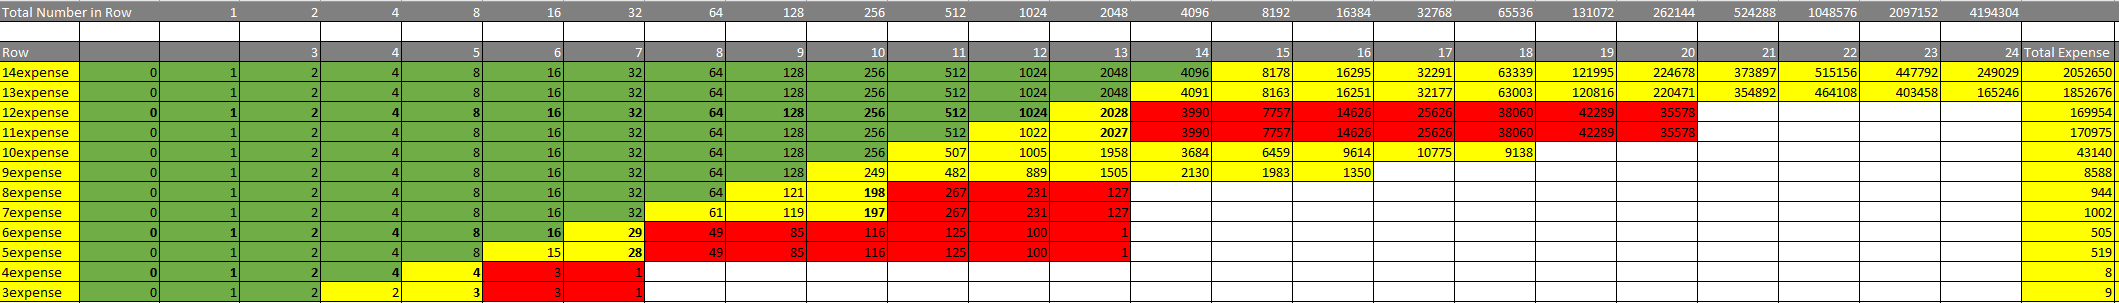 Total Number in Row 1 2 4 8 16 32 64 128 256 512 1024 2048 4096 8192 16384 32768 65536 131072 262144 524288 1048576 2097152 4194304
Row 3 4 5 6 7 8 9 10 11 12 13 14 15 16 17 18 19 20 21 22 23 24 Total Expense
14expense 0 1 2 4 8 16 32 64 128 256 512 1024 2048 4096 8178 16295 32291 63339 121995 224678 373897 515156 447792 249029 2052650
13expense 0 1 2 4 8 16 32 64 128 256 512 1024 2048 4091 8163 16251 32177 63003 120816 220471 354892 464108 403458 165246 1852676
12expense 0 1 2 4 8 16 32 64 128 256 512 1024 2028 3990 7757 14626 25626 38060 42289 35578 169954
11expense 0 1 2 4 8 16 32 64 128 256 512 1022 2027 3990 7757 14626 25626 38060 42289 35578 170975
10expense 0 1 2 4 8 16 32 64 128 256 507 1005 1958 3684 6459 9614 10775 9138 43140
9expense 0 1 2 4 8 16 32 64 128 249 482 889 1505 2130 1983 1350 8588
8expense 0 1 2 4 8 16 32 64 121 198 267 231 127 944
7expense 0 1 2 4 8 16 32 61 119 197 267 231 127 1002
6expense 0 1 2 4 8 16 29 49 85 116 125 100 1 505
5expense 0 1 2 4 8 15 28 49 85 116 125 100 1 519
4expense 0 1 2 4 4 3 1 8
3expense 0 1 2 2 3 3 1 9